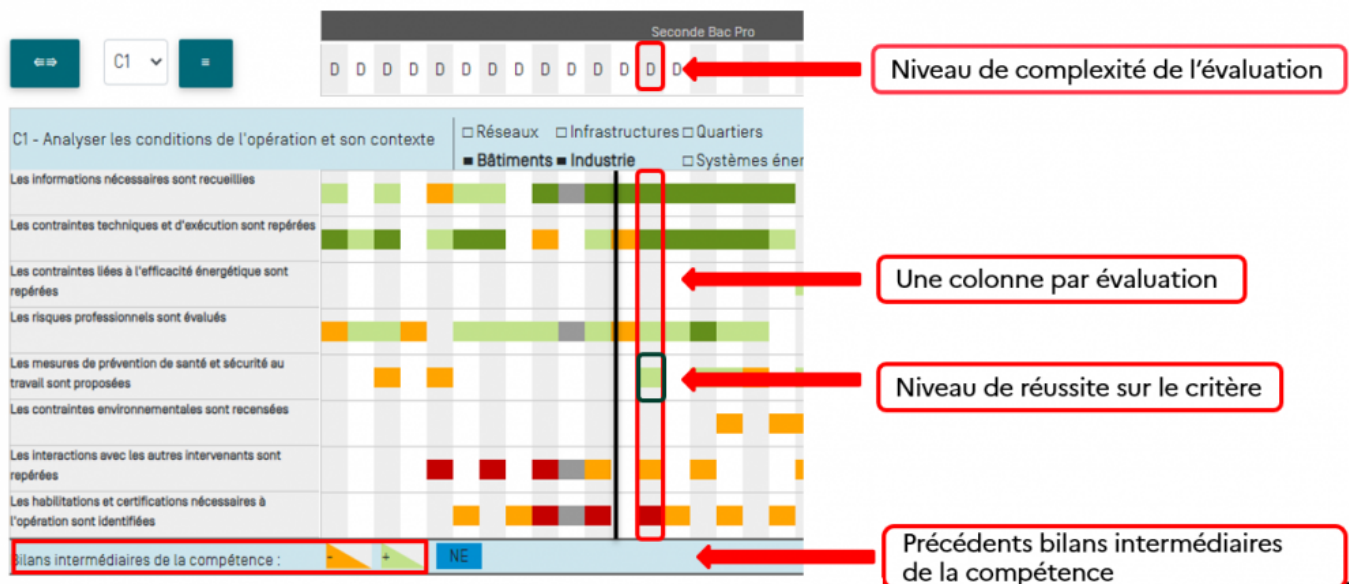 Seconde Bac Pro
⇐⇒ C1 ≡
D D D D D D D D D D D D D D
Niveau de complexité de l'évaluation
C1 - Analyser les conditions de l'opération et son contexte
□ Réseaux □ Infrastructures □ Quartiers
■ Bâtiments ■ Industrie □ Systèmes éner
Les informations nécessaires sont recueillies
Les contraintes techniques et d'exécution sont repérées
Les contraintes liées à l'efficacité énergétique sont
repérées
Une colonne par évaluation
Les risques professionnels sont évalués
Les mesures de prévention de santé et sécurité au
travail sont proposées
Niveau de réussite sur le critère
Les contraintes environnementales sont recensées
Les interactions avec les autres intervenants sont
repérées
Les habilitations et certifications nécessaires à
l'opération sont identifiées
Bilans intermédiaires de la compétence : - + NE
Précédents bilans intermédiaires
de la compétence